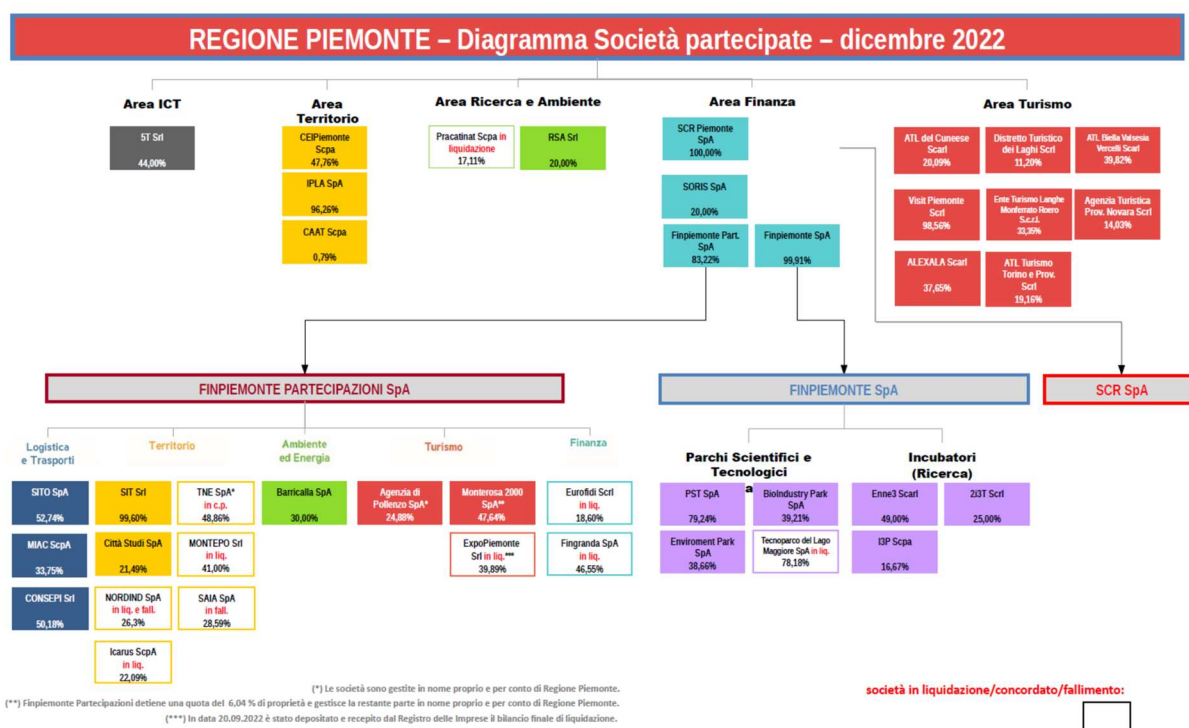 REGIONE PIEMONTE – Diagramma Società partecipate – dicembre 2022
Area ICT
5T Srl
44,00%
Area
Territorio
CEIPiemonte
Scpa
47,76%
IPLA SpA
96,26%
CAAT Scpa
0,79%
Area Ricerca e Ambiente
Pracatinat Scpa in
liquidazione
17,11%
RSA Srl
20,00%
Area Finanza
SCR Piemonte
SpA
100,00%
SORIS SpA
20,00%
Finpiemonte Part.
SpA
83,22%
Finpiemonte SpA
99,91%
Area Turismo
ATL del Cuneese
Scarl
20,09%
Distretto Turistico
dei Laghi Scrl
11,20%
ATL Biella Valsesia
Vercelli Scarl
39,82%
Visit Piemonte
Scrl
98,56%
Ente Turismo Langhe
Monferrato Roero
S.c.r.l.
33,35%
Agenzia Turistica
Prov. Novara Scrl
14,03%
ALEXALA Scarl
37,65%
ATL Turismo
Torino e Prov.
Scrl
19,16%
FINPIEMONTE PARTECIPAZIONI SpA
Logistica
e Trasporti
SITO SpA
52,74%
MIAC ScpA
33,75%
CONSEPI Srl
50,18%
Territorio
SIT Srl
99,60%
TNE SpA*
in c.p.
48,86%
Città Studi SpA
21,49%
MONTEPO Srl
in liq.
41,00%
NORDIND SpA
in liq. e fall.
26,3%
SAIA SpA
in fall.
28,59%
Icarus ScpA
in liq.
22,09%
Ambiente
ed Energia
Barricalla SpA
30,00%
Turismo
Agenzia di
Pollenzo SpA*
24,88%
Monterosa 2000
SpA**
47,64%
ExpoPiemonte
Srl in liq.***
39,89%
Finanza
Eurofidi Scrl
in liq.
18,60%
Fingranda SpA
in liq.
46,55%
FINPIEMONTE SpA
Parchi Scientifici e
Tecnologici
a
PST SpA
79,24%
BioIndustry Park
SpA
39,21%
Enviroment Park
SpA
38,66%
Tecnoparco del Lago
Maggiore SpA in liq.
78,18%
Incubatori
(Ricerca)
Enne3 Scarl
49,00%
2i3T Scrl
25,00%
I3P Scpa
16,67%
SCR SpA
(*) Le società sono gestite in nome proprio e per conto di Regione Piemonte.
(**) Finpiemonte Partecipazioni detiene una quota del 6,04 % di proprietà e gestisce la restante parte in nome proprio e per conto di Regione Piemonte.
(***) In data 20.09.2022 è stato depositato e recepito dal Registro delle Imprese il bilancio finale di liquidazione.
società in liquidazione/concordato/fallimento: